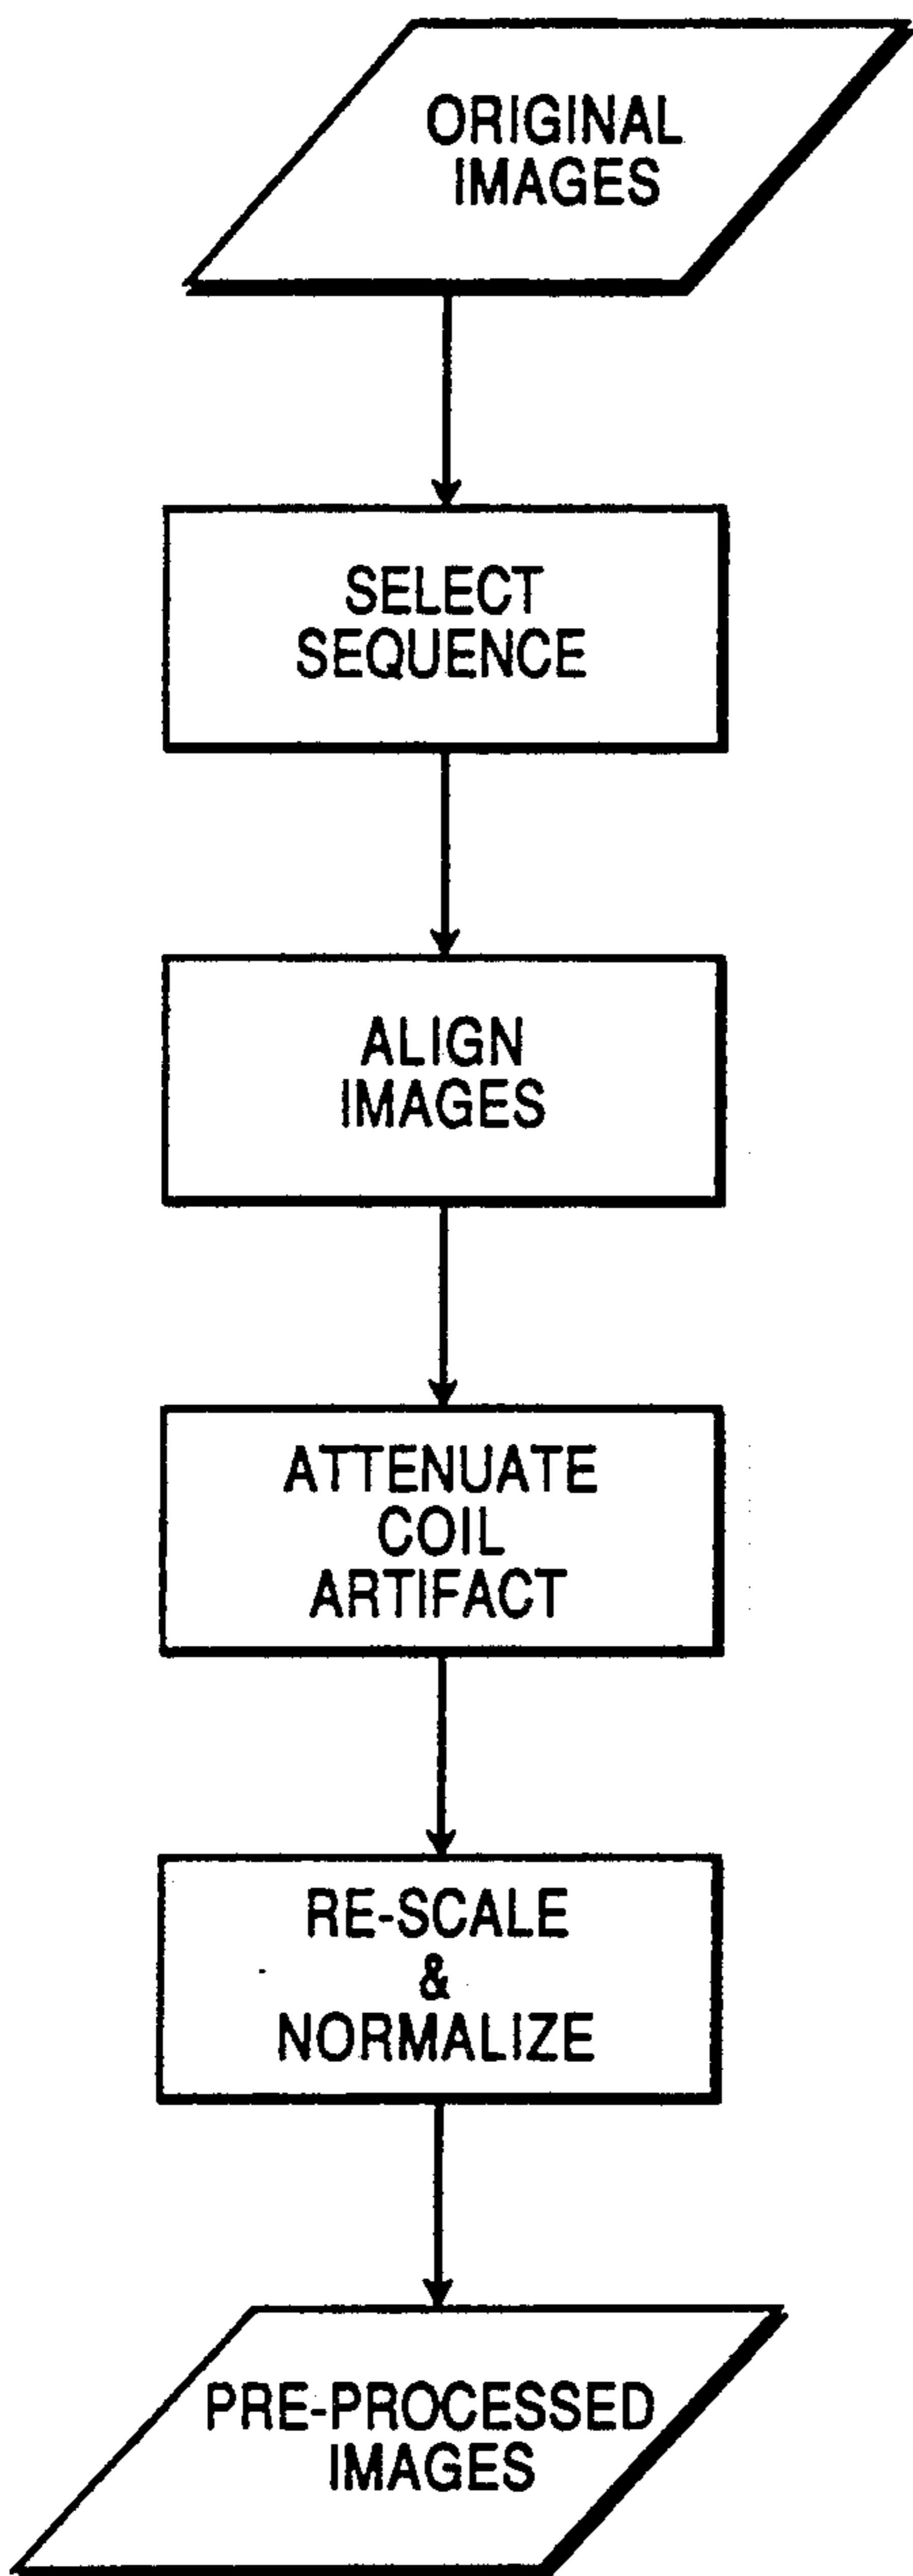 ORIGINAL
IMAGES
SELECT
SEQUENCE
ALIGN
IMAGES
ATTENUATE
COIL
ARTIFACT
RE-SCALE
&
NORMALIZE
PRE-PROCESSED
IMAGES